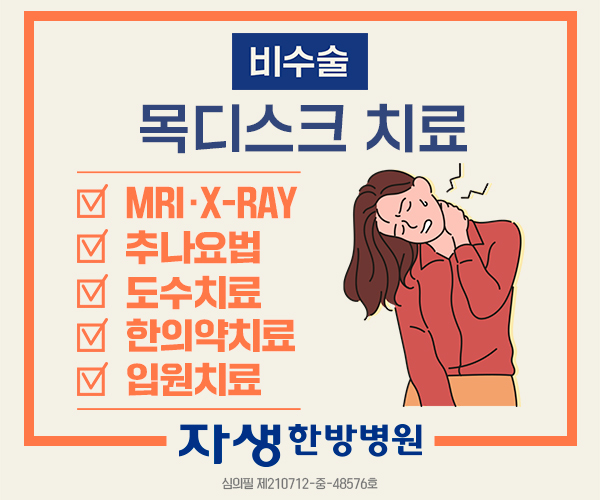 비수술
목디스크 치료
MRI·X-RAY
추나요법
도수치료
한의약치료
입원치료
자생한방병원
심의필 제210712-중-48576호